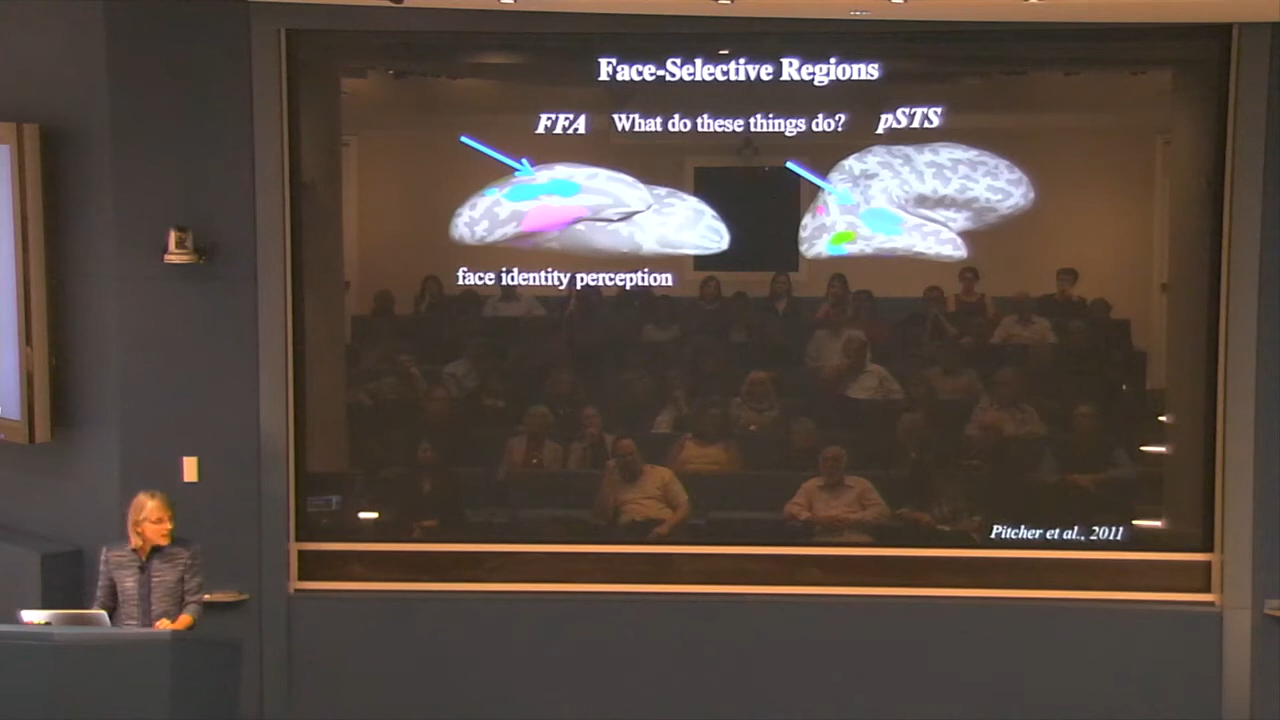 Face-Selective Regions
FFA What do these things do? pSTS
face identity perception
Pitcher et al., 2011